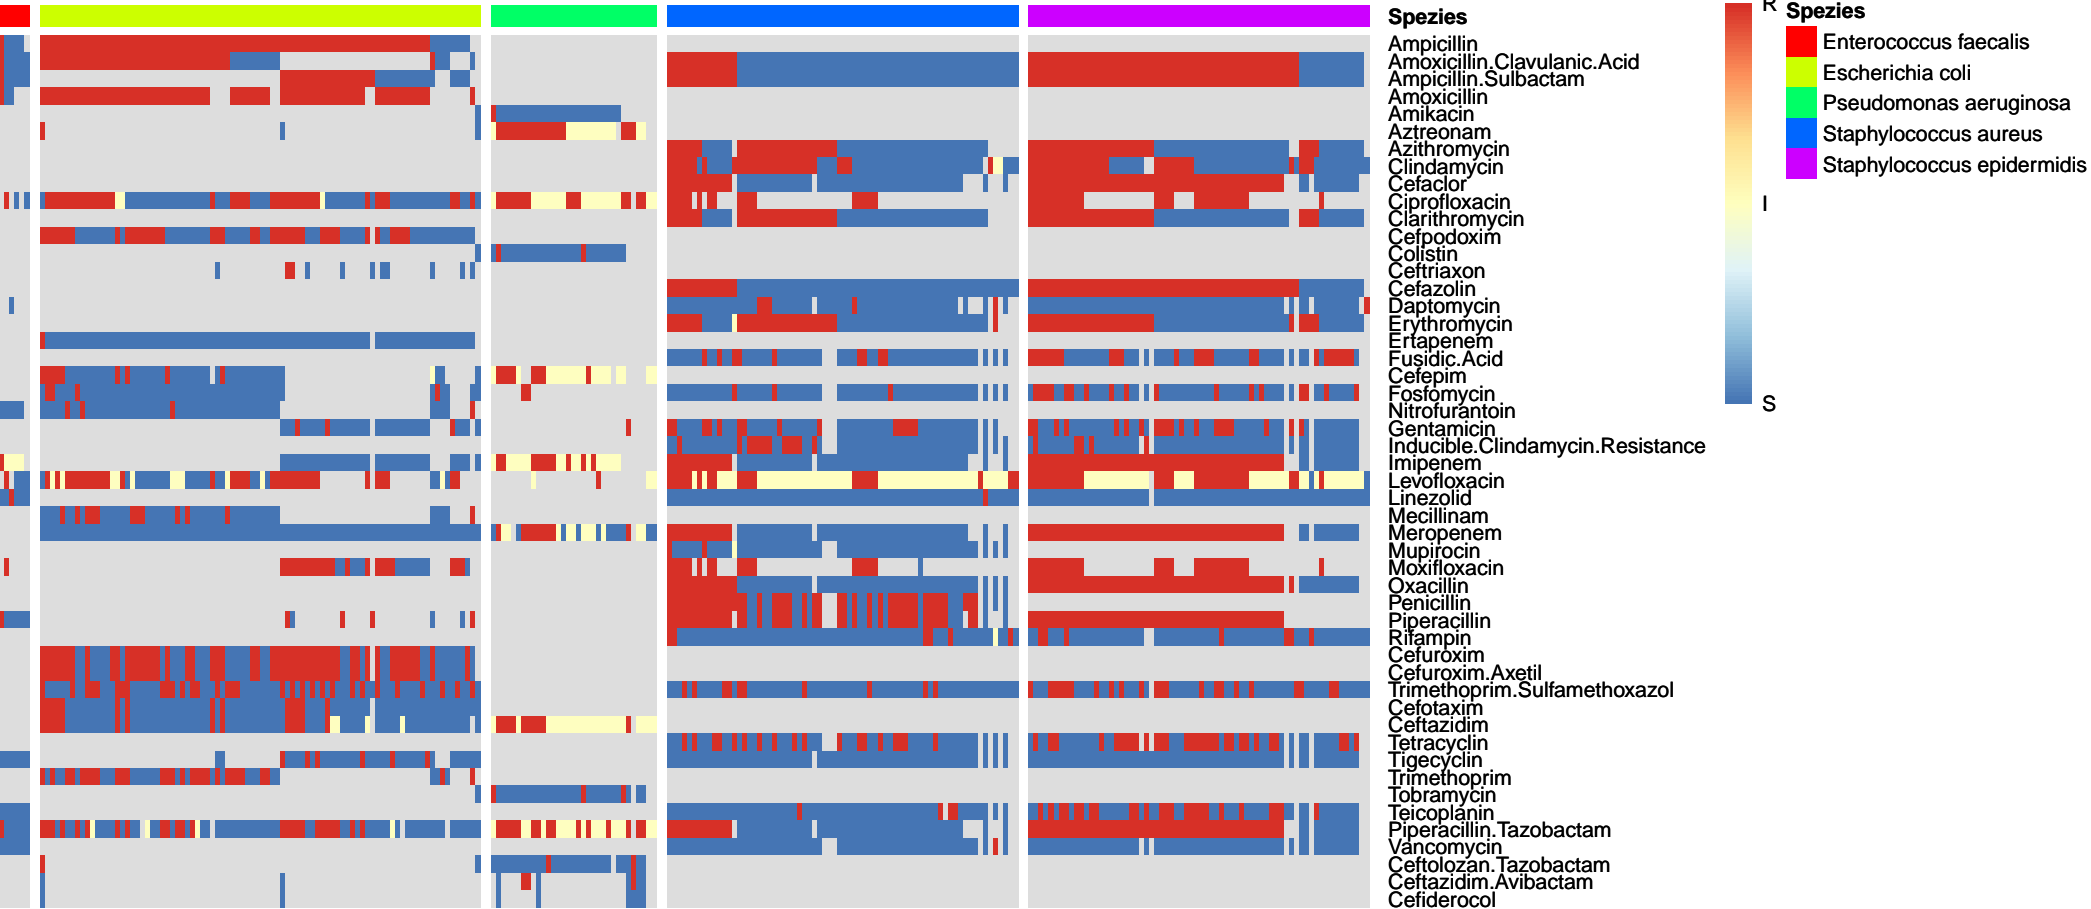 Spezies
Ampicillin
Amoxicillin.Clavulanic.Acid
Ampicillin.Sulbactam
Amoxicillin
Amikacin
Aztreonam
Azithromycin
Clindamycin
Cefaclor
Ciprofloxacin
Clarithromycin
Cefpodoxim
Colistin
Ceftriaxon
Cefazolin
Daptomycin
Erythromycin
Ertapenem
Fusidic.Acid
Cefepim
Fosfomycin
Nitrofurantoin
Gentamicin
Inducible.Clindamycin.Resistance
Imipenem
Levofloxacin
Linezolid
Mecillinam
Meropenem
Mupirocin
Moxifloxacin
Oxacillin
Penicillin
Piperacillin
Rifampin
Cefuroxim
Cefuroxim.Axetil
Trimethoprim.Sulfamethoxazol
Cefotaxim
Ceftazidim
Tetracyclin
Tigecyclin
Trimethoprim
Tobramycin
Teicoplanin
Piperacillin.Tazobactam
Vancomycin
Ceftolozan.Tazobactam
Ceftazidim.Avibactam
Cefiderocol
R
I
S
Spezies
Enterococcus faecalis
Escherichia coli
Pseudomonas aeruginosa
Staphylococcus aureus
Staphylococcus epidermidis